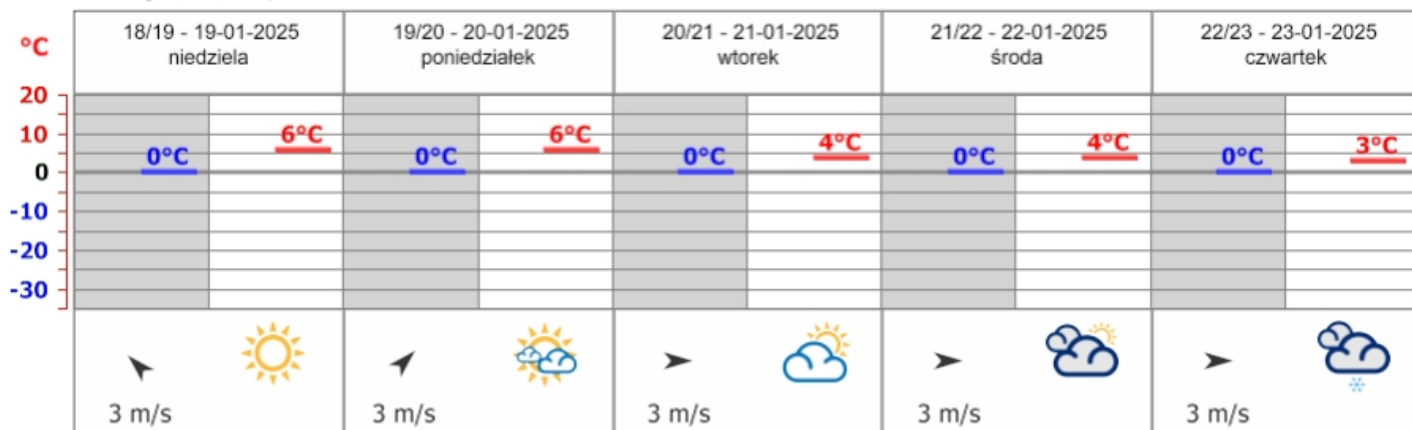 °C
18/19 - 19-01-2025
niedziela
19/20 - 20-01-2025
poniedziałek
20/21 - 21-01-2025
wtorek
21/22 - 22-01-2025
środa
22/23 - 23-01-2025
czwartek
20
10
0
-10
-20
-30
0°C 6°C 0°C 6°C 0°C 4°C 0°C 4°C 0°C 3°C
3 m/s 3 m/s 3 m/s 3 m/s 3 m/s